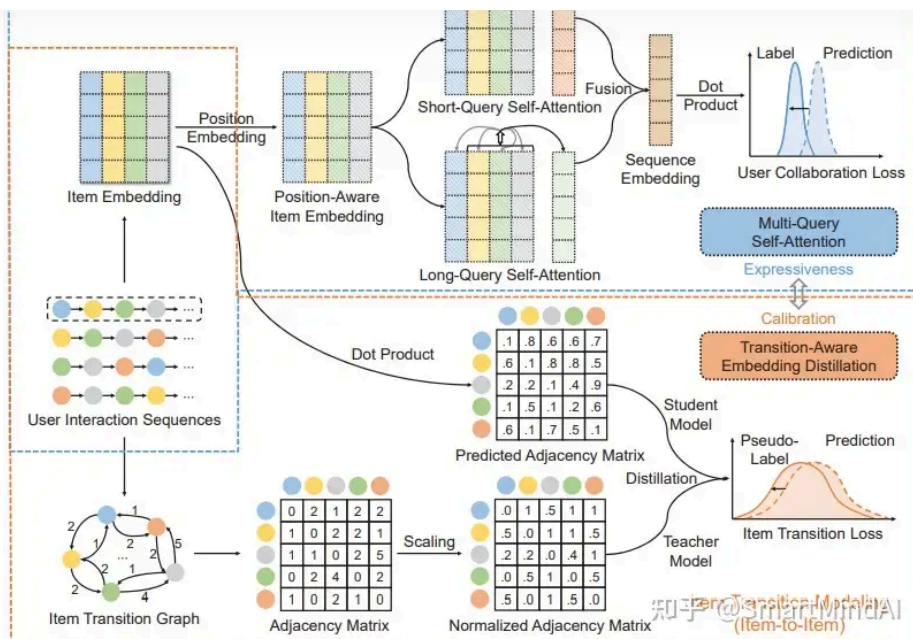 Label
Prediction
Short-Query Self-Attention
Fusion
Dot
Product
Position
Embedding
Sequence
Embedding
User Collaboration Loss
Item Embedding
Position-Aware
Item Embedding
Long-Query Self-Attention
Multi-Query
Self-Attention
Expressiveness
Calibration
Transition-Aware
Embedding Distillation
...
...
...
...
User Interaction Sequences
Dot Product
.1 .8 .6 .6 .7
.6 .1 .8 .8 .5
.2 .2 .1 .4 .9
.1 .5 .1 .2 .6
.6 .1 .7 .5 .1
Predicted Adjacency Matrix
Student
Model
Distillation
Teacher
Model
Pseudo-
Label
Prediction
Item Transition Loss
2
1
1
2
2
5
...
2
1
2
4
Item Transition Graph
0 2 1 2 2
1 0 2 2 1
1 1 0 2 5
0 2 4 0 2
1 0 2 1 0
Adjacency Matrix
Scaling
.0 1 .5 1 1
.5 .0 1 1 .5
.2 .2 .0 .4 1
.0 .5 1 .0 .5
.5 .0 1 .5 .0
Normalized Adjacency Matrix
Item Transition Modeling
(Item-to-Item)
知乎 @SmartMindAI